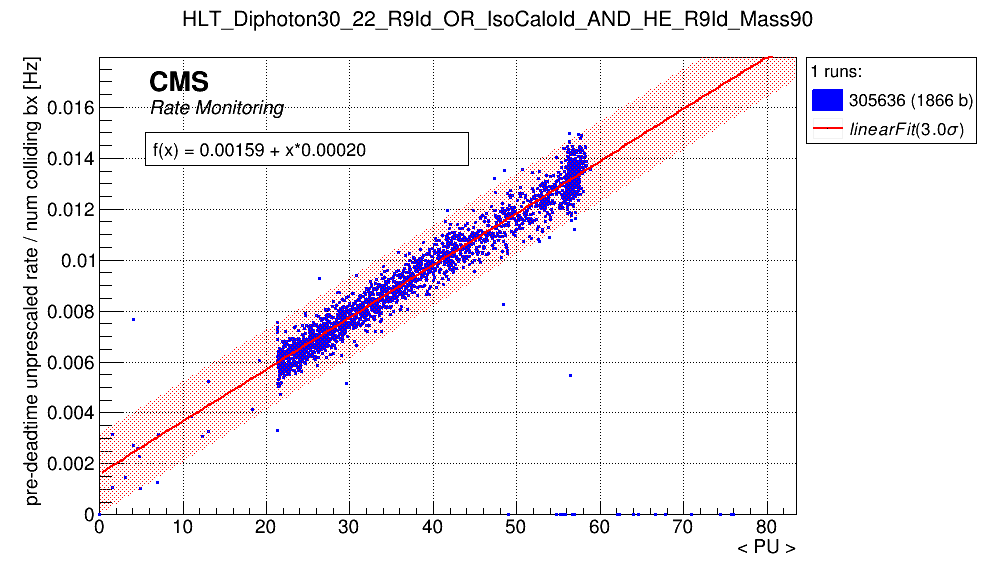 HLT_Diphoton30_22_R9Id_OR_IsoCaloId_AND_HE_R9Id_Mass90
pre-deadtime unprescaled rate / num colliding bx [Hz]
CMS
Rate Monitoring
f(x) = 0.00159 + x*0.00020
1 runs:
305636 (1866 b)
linearFit(3.0σ)
0.016
0.014
0.012
0.01
0.008
0.006
0.004
0.002
0
0 10 20 30 40 50 60 70 80
< PU >